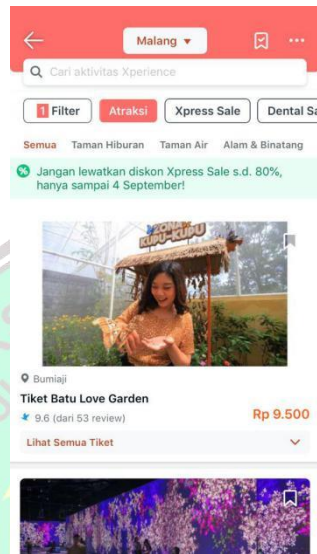 Malang
Cari aktivitas Xperience
1 Filter
Atraksi
Xpress Sale
Dental Sa
Semua
Taman Hiburan
Taman Air
Alam & Binatang
Jangan lewatkan diskon Xpress Sale s.d. 80%,
hanya sampai 4 September!
ZONA
KUPU-KUPU
Bumiaji
Tiket Batu Love Garden
9.6 (dari 53 review)
Rp 9.500
Lihat Semua Tiket